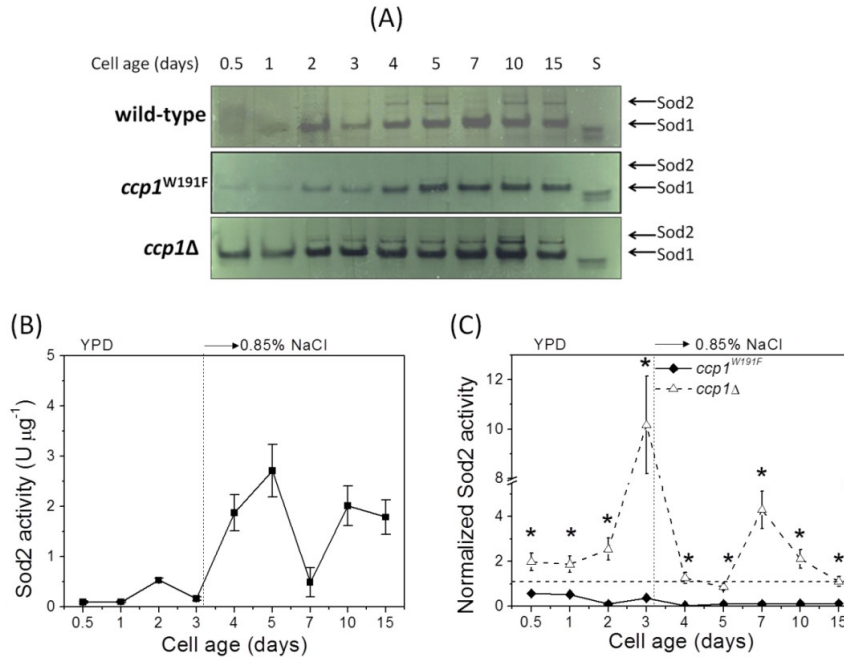 (A)
Cell age (days) 0.5 1 2 3 4 5 7 10 15 S
wild-type
Sod2
Sod1
ccp1W191F
Sod2
Sod1
ccp1Δ
Sod2
Sod1
(B)
YPD 0.85% NaCl
5
4
3
2
1
0
Sod2 activity (U µg-1)
0.5 1 2 3 4 5 7 10 15
Cell age (days)
(C)
YPD 0.85% NaCl
ccp1W191F
ccp1Δ
12
10
8
4
2
0
Normalized Sod2 activity
* * * * * * * * *
0.5 1 2 3 4 5 7 10 15
Cell age (days)